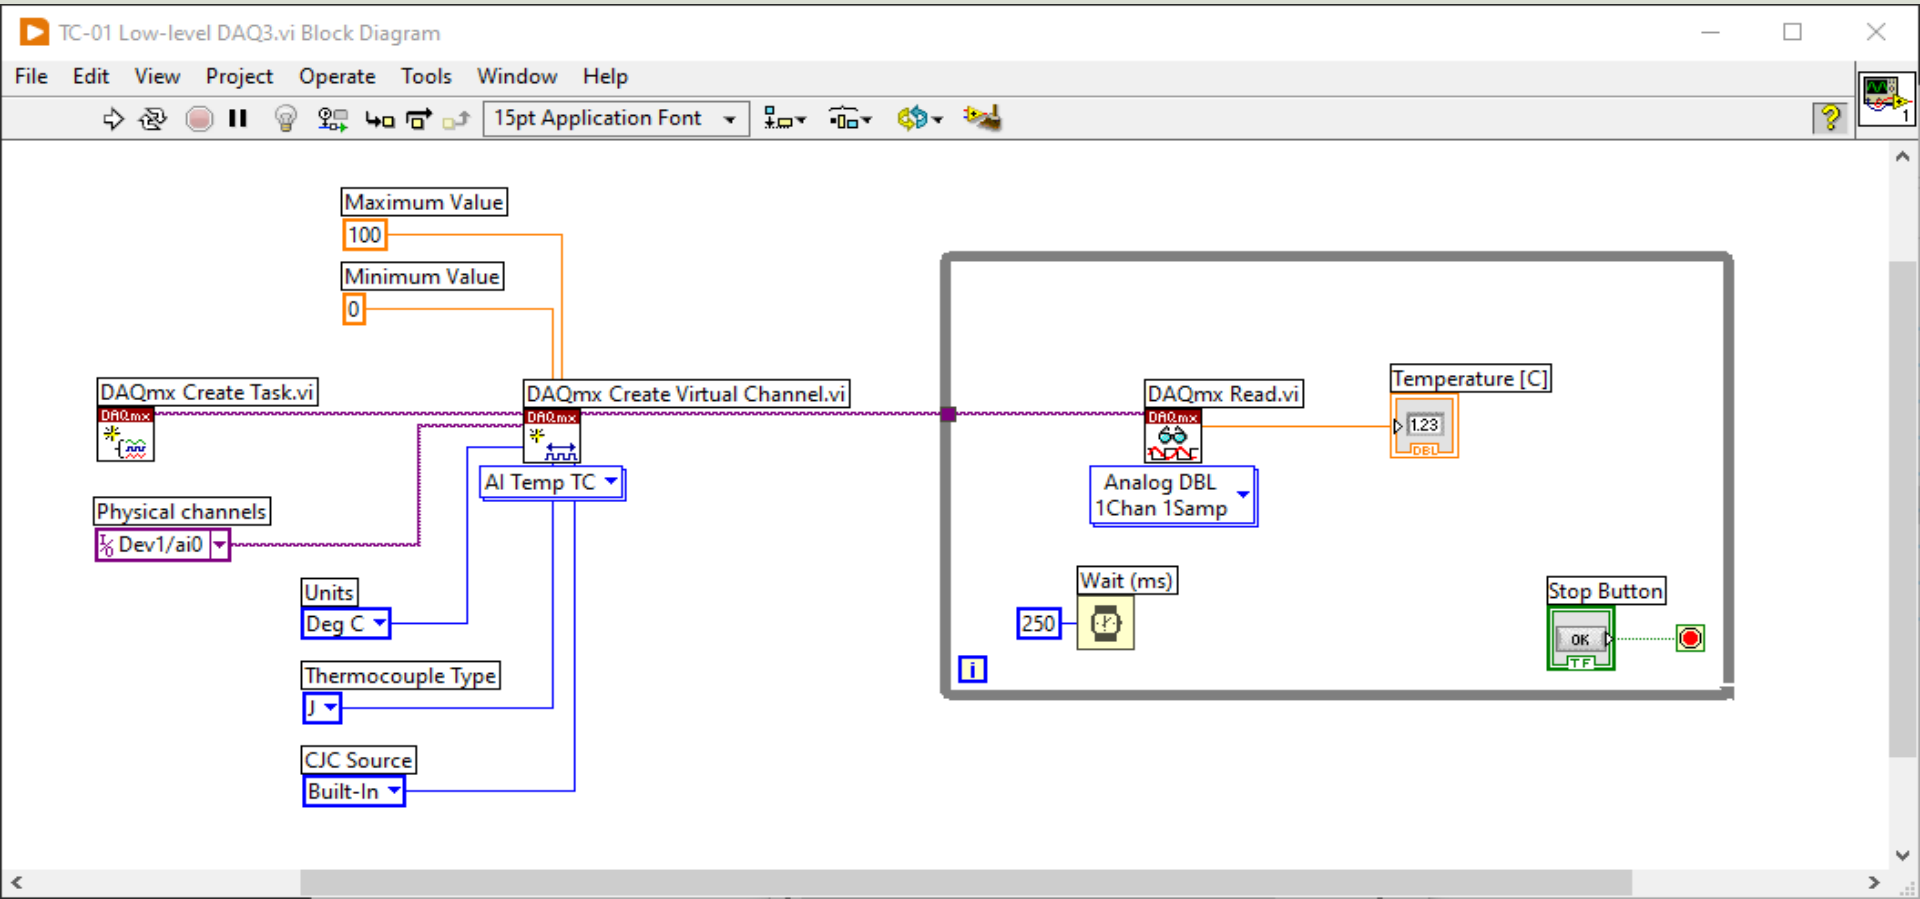 TC-01 Low-level DAQ3.vi Block Diagram
File Edit View Project Operate Tools Window Help
15pt Application Font
?
1
Maximum Value
100
Minimum Value
0
DAQmx Create Task.vi
DAQmx
DAQmx Create Virtual Channel.vi
DAQmx
AI Temp TC
Physical channels
I/O Dev1/ai0
Units
Deg C
Thermocouple Type
J
CJC Source
Built-In
DAQmx Read.vi
DAQmx
Analog DBL
1Chan 1Samp
Temperature [C]
1.23
DBL
Wait (ms)
250
Stop Button
OK
TF
i